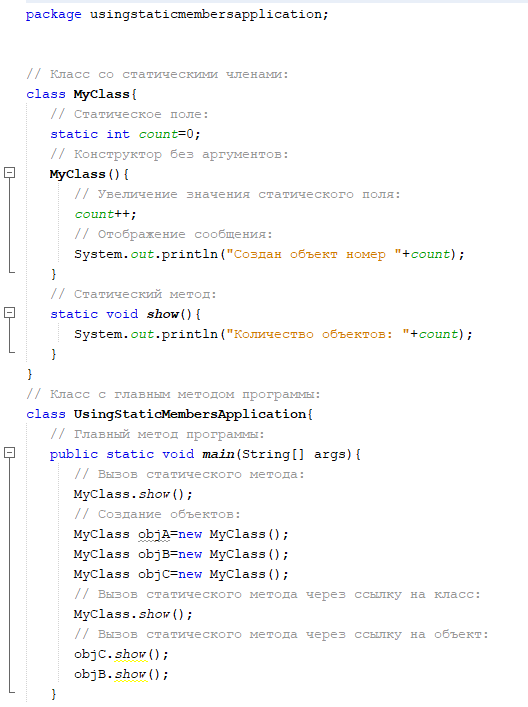 package usingstaticmembersapplication;
// Класс со статическими членами:
class MyClass{
// Статическое поле:
static int count=0;
// Конструктор без аргументов:
MyClass(){
// Увеличение значения статического поля:
count++;
// Отображение сообщения:
System.out.println("Создан объект номер "+count);
}
// Статический метод:
static void show(){
System.out.println("Количество объектов: "+count);
}
}
// Класс с главным методом программы:
class UsingStaticMembersApplication{
// Главный метод программы:
public static void main(String[] args){
// Вызов статического метода:
MyClass.show();
// Создание объектов:
MyClass objA=new MyClass();
MyClass objB=new MyClass();
MyClass objC=new MyClass();
// Вызов статического метода через ссылку на класс:
MyClass.show();
// Вызов статического метода через ссылку на объект:
objC.show();
objB.show();
}